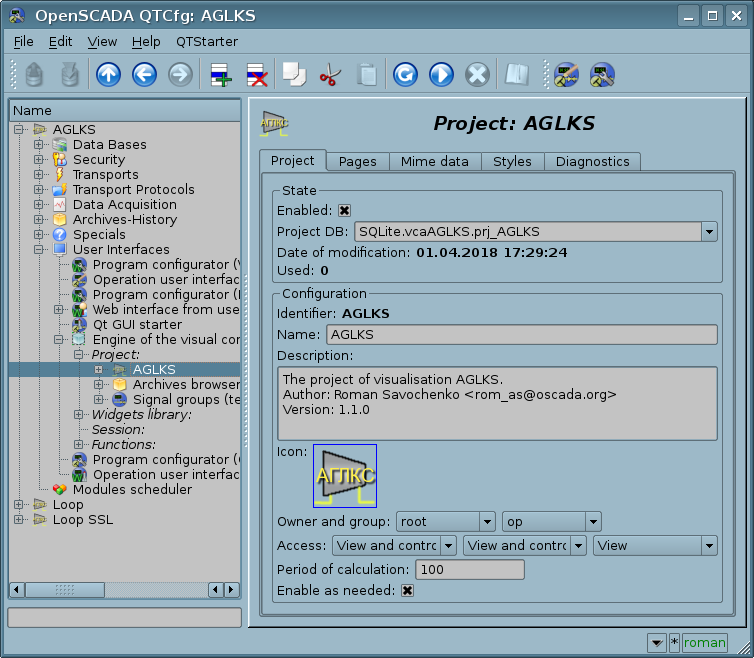 OpenSCADA QTCfg: AGLKS
File Edit View Help QTStarter
Name
AGLKS
Data Bases
Security
Transports
Transport Protocols
Data Acquisition
Archives-History
Specials
User Interfaces
Program configurator (
Operation user interfac
Program configurator (
Web interface from use
Qt GUI starter
Engine of the visual cor
Project:
AGLKS
Archives browser
Signal groups (te
Widgets library:
Session:
Functions:
Program configurator (
Operation user interfac
Modules scheduler
Loop
Loop SSL
АГЛКС
Project: AGLKS
Project Pages Mime data Styles Diagnostics
State
Enabled:
Project DB: SQLite.vcaAGLKS.prj_AGLKS
Date of modification: 01.04.2018 17:29:24
Used: 0
Configuration
Identifier: AGLKS
Name: AGLKS
Description:
The project of visualisation AGLKS.
Author: Roman Savochenko <rom_as@oscada.org>
Version: 1.1.0
Icon:
АГЛКС
Owner and group: root op
Access: View and contro View and contro View
Period of calculation: 100
Enable as needed:
* roman